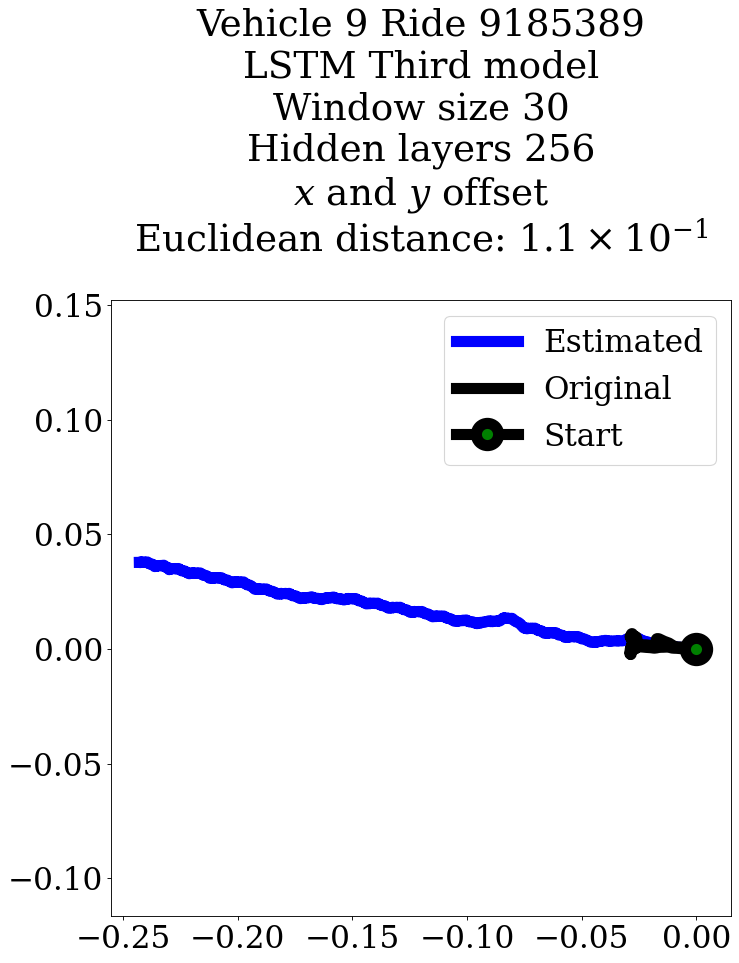 Vehicle 9 Ride 9185389
LSTM Third model
Window size 30
Hidden layers 256
x and y offset
Euclidean distance: 1.1 × 10⁻¹
0.15
0.10
0.05
0.00
−0.05
−0.10
Estimated
Original
Start
−0.25 −0.20 −0.15 −0.10 −0.05 0.00